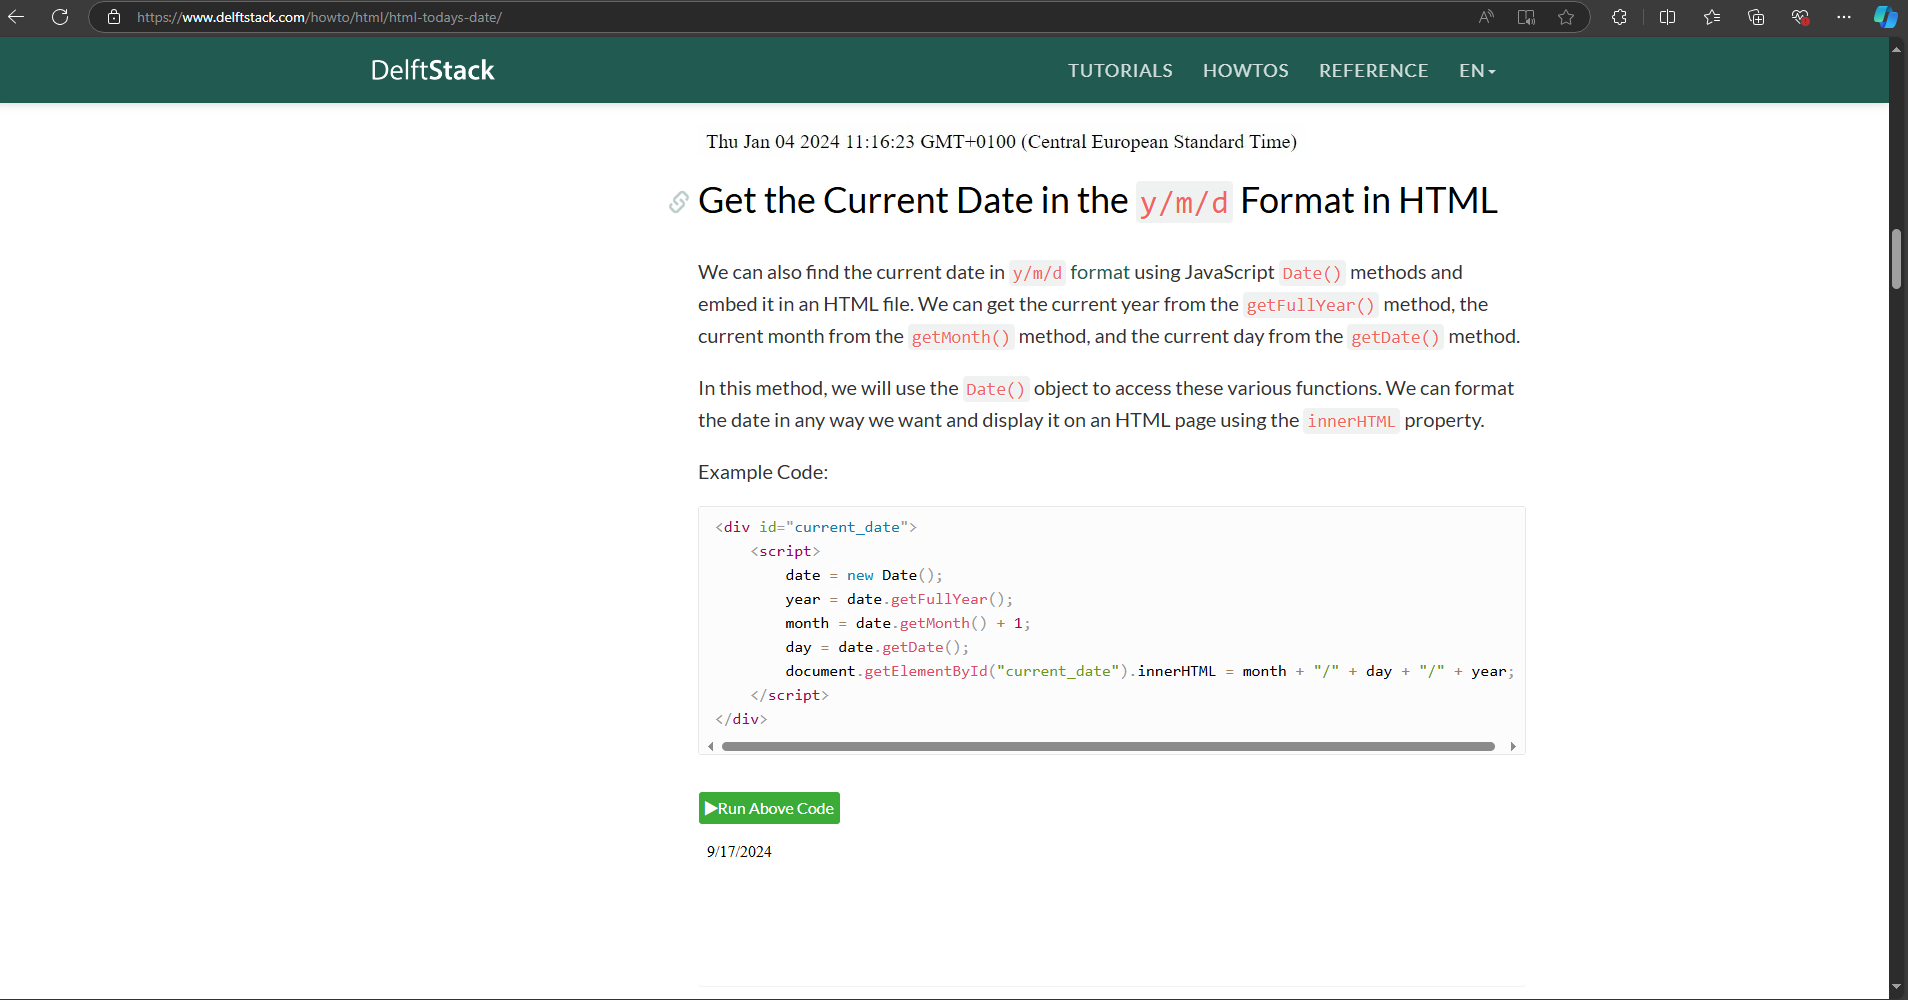 https://www.delftstack.com/howto/html/html-todays-date/
DelftStack
TUTORIALS HOWTOS REFERENCE EN
Thu Jan 04 2024 11:16:23 GMT+0100 (Central European Standard Time)
Get the Current Date in the y/m/d Format in HTML
We can also find the current date in y/m/d format using JavaScript Date() methods and
embed it in an HTML file. We can get the current year from the getFullYear() method, the
current month from the getMonth() method, and the current day from the getDate() method.
In this method, we will use the Date() object to access these various functions. We can format
the date in any way we want and display it on an HTML page using the innerHTML property.
Example Code:
<div id="current_date">
    <script>
        date = new Date();
        year = date.getFullYear();
        month = date.getMonth() + 1;
        day = date.getDate();
        document.getElementById("current_date").innerHTML = month + "/" + day + "/" + year;
    </script>
</div>
Run Above Code
9/17/2024